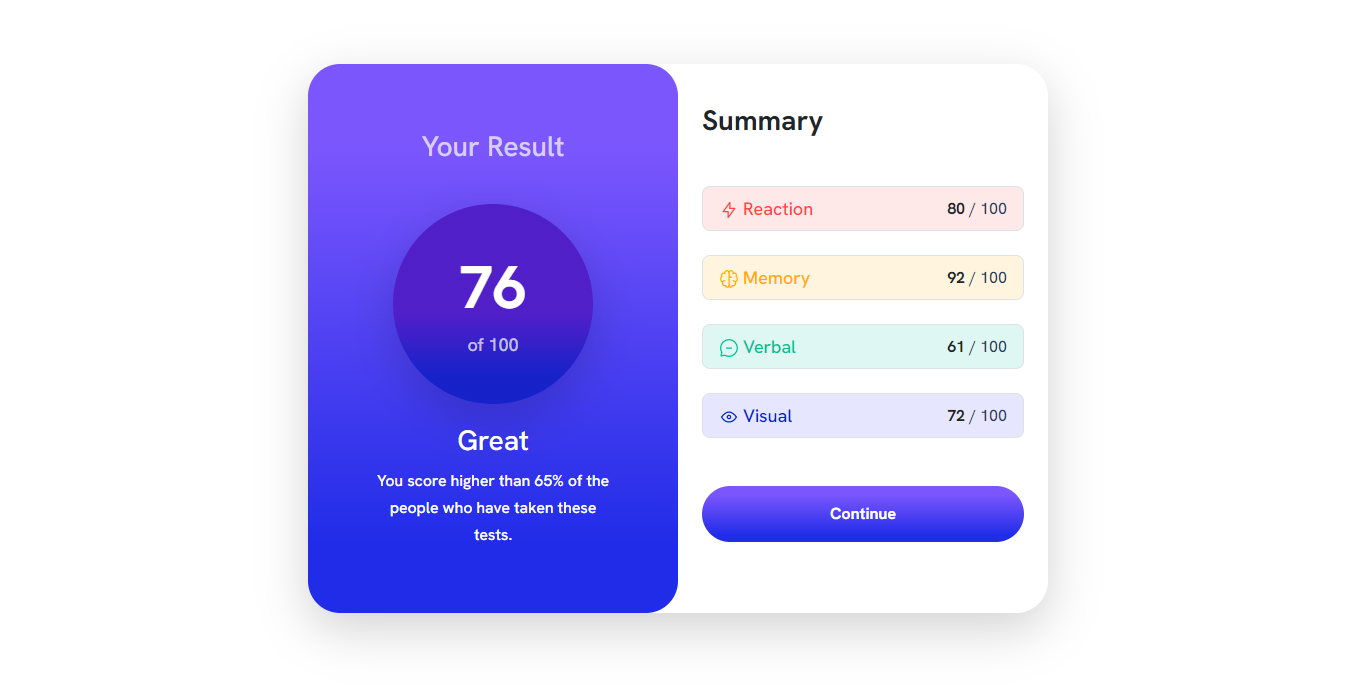 Your Result
76
of 100
Great
You score higher than 65% of the
people who have taken these
tests.
Summary
Reaction 80 / 100
Memory 92 / 100
Verbal 61 / 100
Visual 72 / 100
Continue